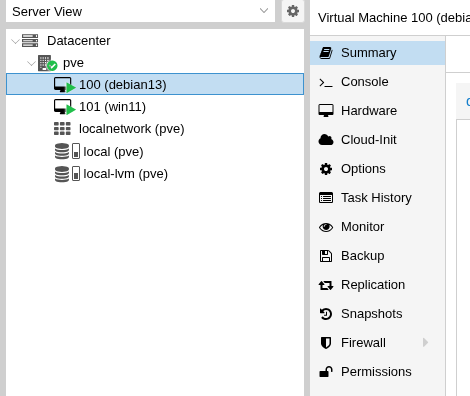 Server View
Datacenter
pve
100 (debian13)
101 (win11)
localnetwork (pve)
local (pve)
local-lvm (pve)
Virtual Machine 100 (debia
Summary
Console
Hardware
Cloud-Init
Options
Task History
Monitor
Backup
Replication
Snapshots
Firewall
Permissions